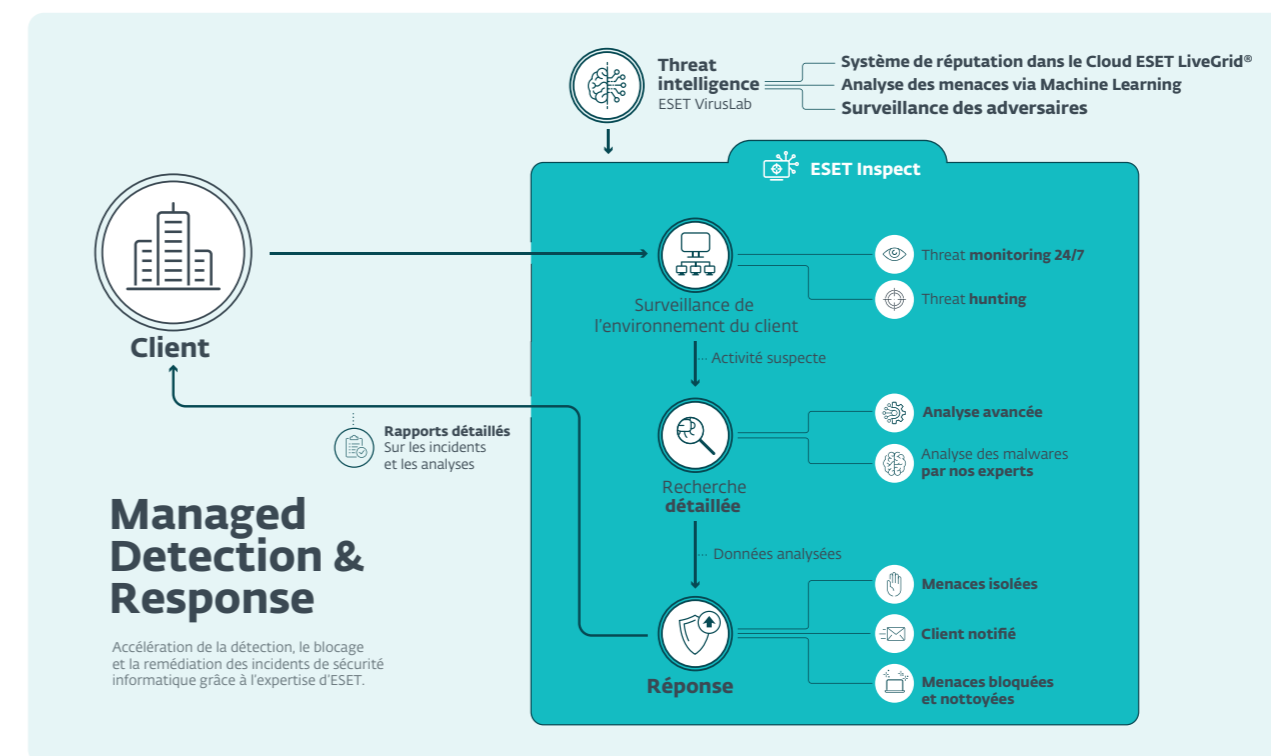 Threat
intelligence
ESET VirusLab
Système de réputation dans le Cloud ESET LiveGrid®
Analyse des menaces via Machine Learning
Surveillance des adversaires
ESET Inspect
Client
Surveillance de
l'environnement du client
Threat monitoring 24/7
Threat hunting
Activité suspecte
Rapports détaillés
Sur les incidents
et les analyses
Recherche
détaillée
Analyse avancée
Analyse des malwares
par nos experts
Données analysées
Réponse
Menaces isolées
Client notifié
Menaces bloquées
et nottoyées
Managed
Detection &
Response
Accélération de la détection, le blocage
et la remédiation des incidents de sécurité
informatique grâce à l'expertise d'ESET.